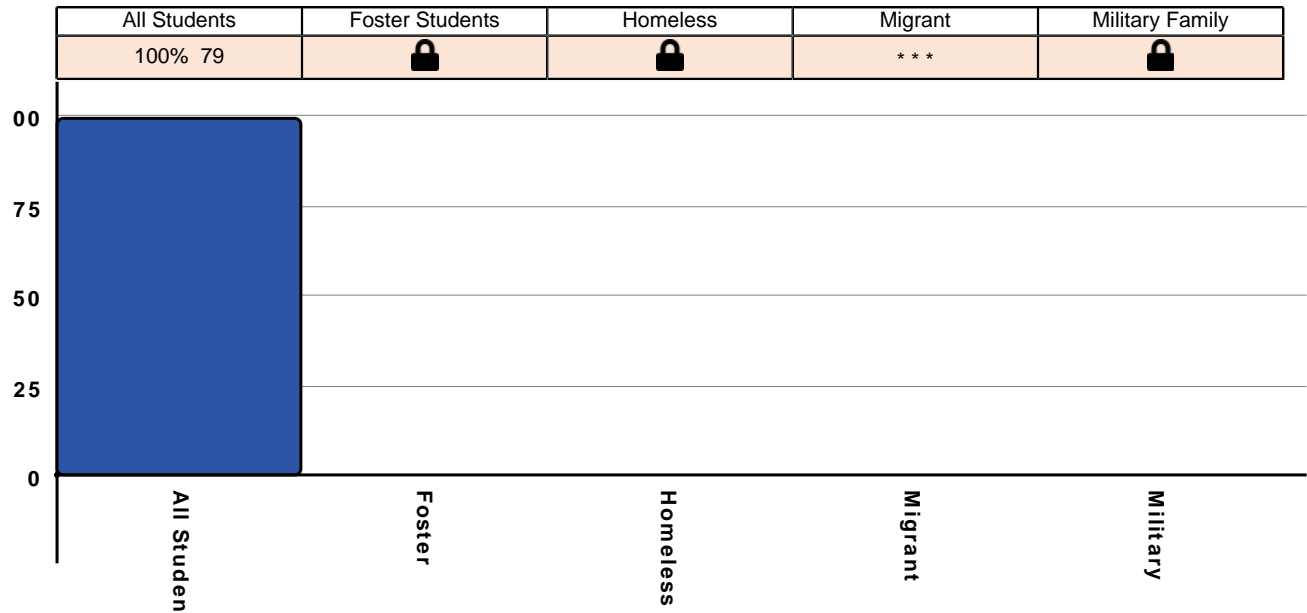 All Students Foster Students Homeless Migrant Military Family
100% 79 * * *
00
75
50
25
0
All Studen
Foster
Homeless
Migrant
Military